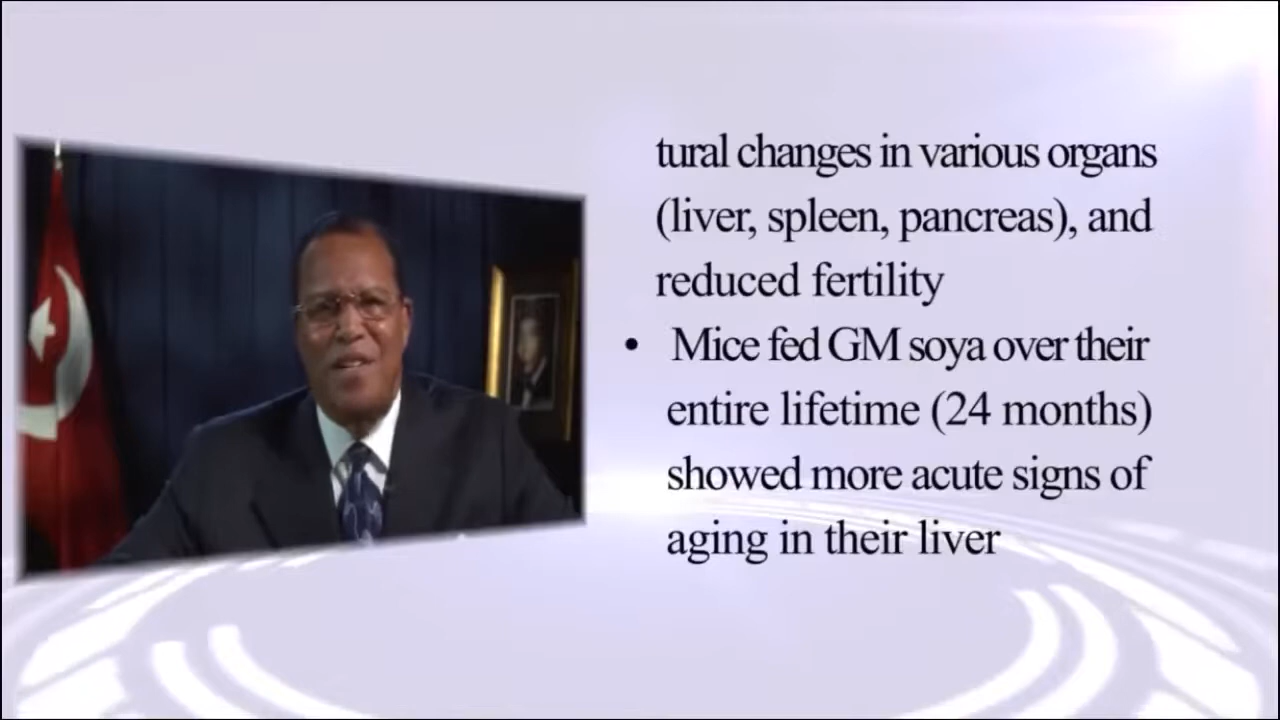 tural changes in various organs
(liver, spleen, pancreas), and
reduced fertility
• Mice fed GM soya over their
entire lifetime (24 months)
showed more acute signs of
aging in their liver